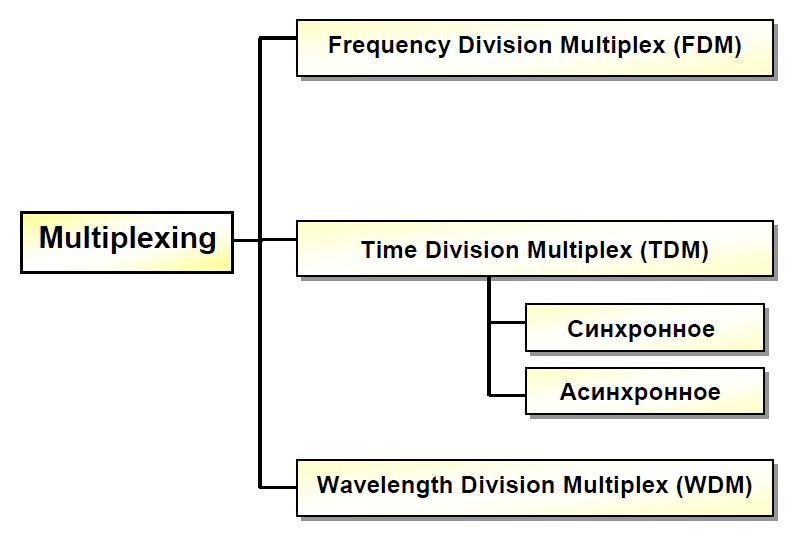 Frequency Division Multiplex (FDM)
Multiplexing
Time Division Multiplex (TDM)
Синхронное
Асинхронное
Wavelength Division Multiplex (WDM)